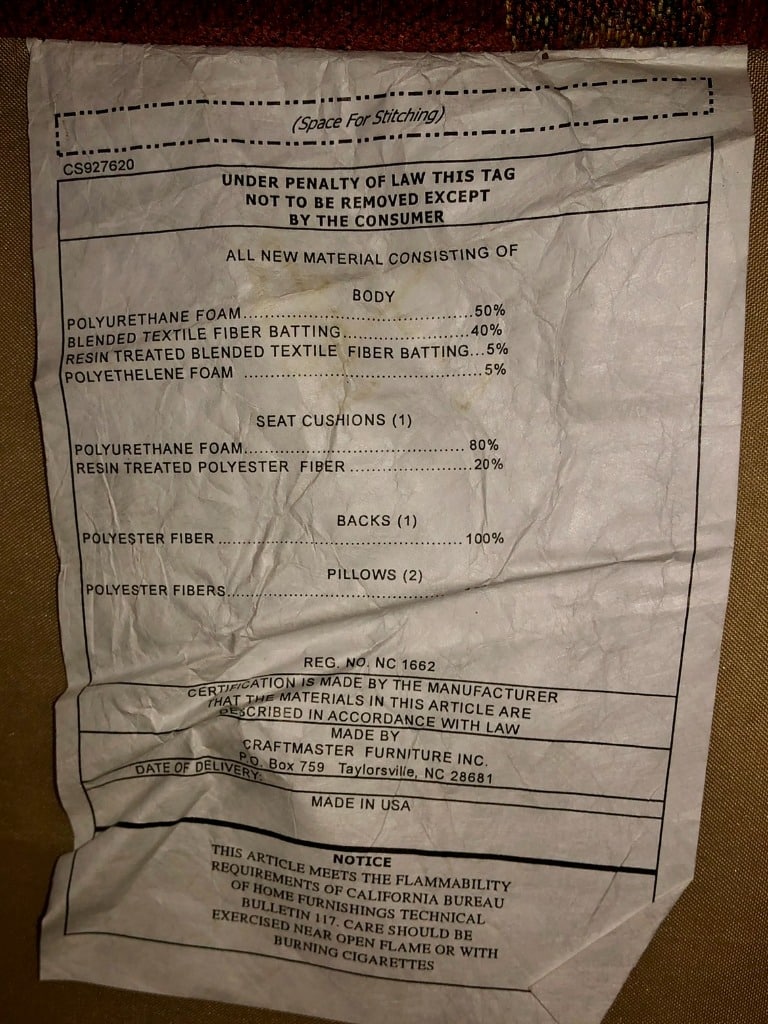 (Space For Stitching)
CS927620
UNDER PENALTY OF LAW THIS TAG
NOT TO BE REMOVED EXCEPT
BY THE CONSUMER
ALL NEW MATERIAL CONSISTING OF
BODY
POLYURETHANE FOAM..............................50%
BLENDED TEXTILE FIBER BATTING.................40%
RESIN TREATED BLENDED TEXTILE FIBER BATTING...5%
POLYETHELENE FOAM ..............................5%
SEAT CUSHIONS (1)
POLYURETHANE FOAM.............................. 80%
RESIN TREATED POLYESTER FIBER .................20%
BACKS (1)
POLYESTER FIBER ................................100%
PILLOWS (2)
POLYESTER FIBERS..............................
REG. NO. NC 1662
CERTIFICATION IS MADE BY THE MANUFACTURER
THAT THE MATERIALS IN THIS ARTICLE ARE
DESCRIBED IN ACCORDANCE WITH LAW
MADE BY
CRAFTMASTER FURNITURE INC.
P.O. Box 759 Taylorsville, NC 28681
DATE OF DELIVERY:
MADE IN USA
NOTICE
THIS ARTICLE MEETS THE FLAMMABILITY
REQUIREMENTS OF CALIFORNIA BUREAU
OF HOME FURNISHINGS TECHNICAL
BULLETIN 117. CARE SHOULD BE
EXERCISED NEAR OPEN FLAME OR WITH
BURNING CIGARETTES